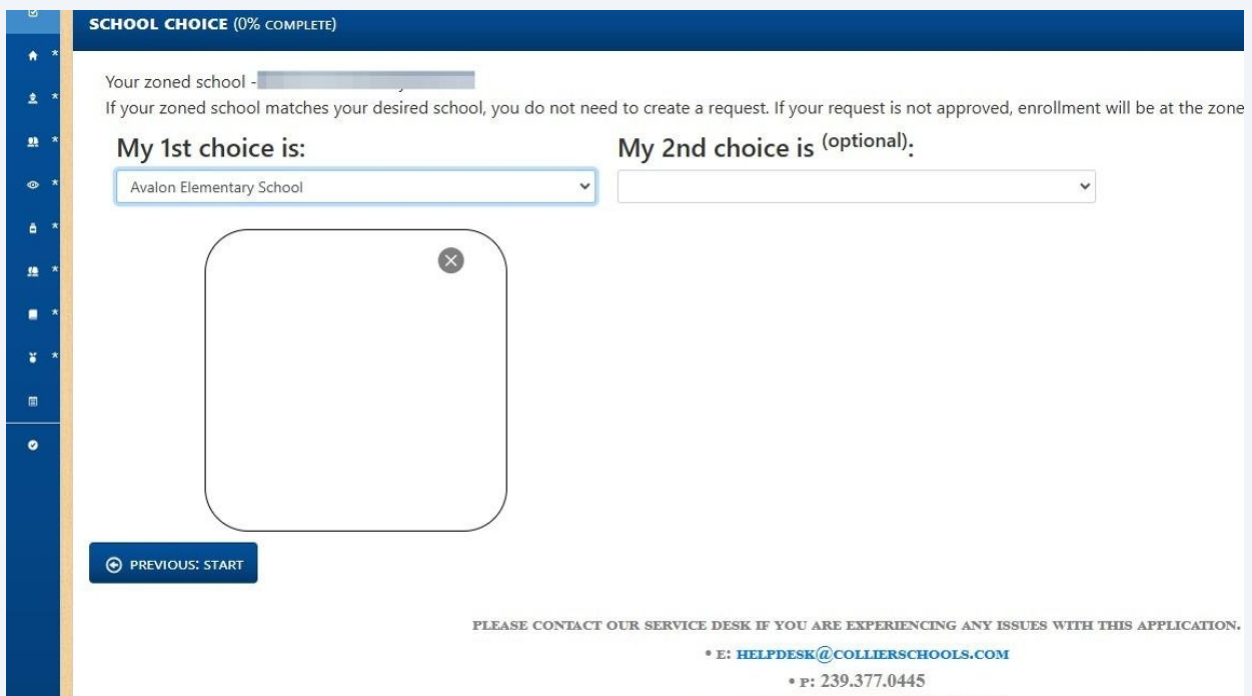 SCHOOL CHOICE (0% COMPLETE)
Your zoned school -
If your zoned school matches your desired school, you do not need to create a request. If your request is not approved, enrollment will be at the zone
My 1st choice is:
My 2nd choice is (optional):
Avalon Elementary School
PREVIOUS: START
PLEASE CONTACT OUR SERVICE DESK IF YOU ARE EXPERIENCING ANY ISSUES WITH THIS APPLICATION.
• E: HELPDESK@COLLIERSCHOOLS.COM
• P: 239.377.0445